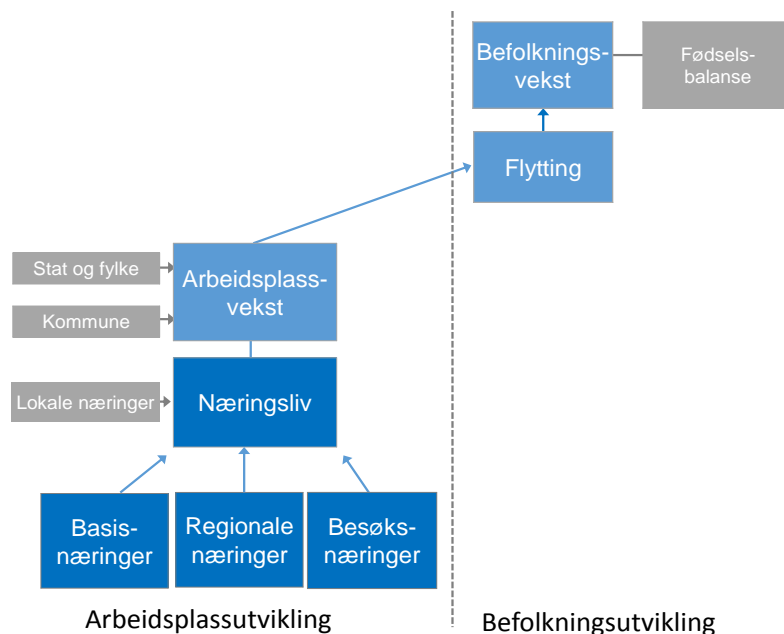 Befolknings-
vekst
Fødsels-
balanse
Flytting
Stat og fylke
Arbeidsplass-
vekst
Kommune
Lokale næringer
Næringsliv
Basis-
næringer
Regionale
næringer
Besøks-
næringer
Arbeidsplassutvikling
Befolkningsutvikling